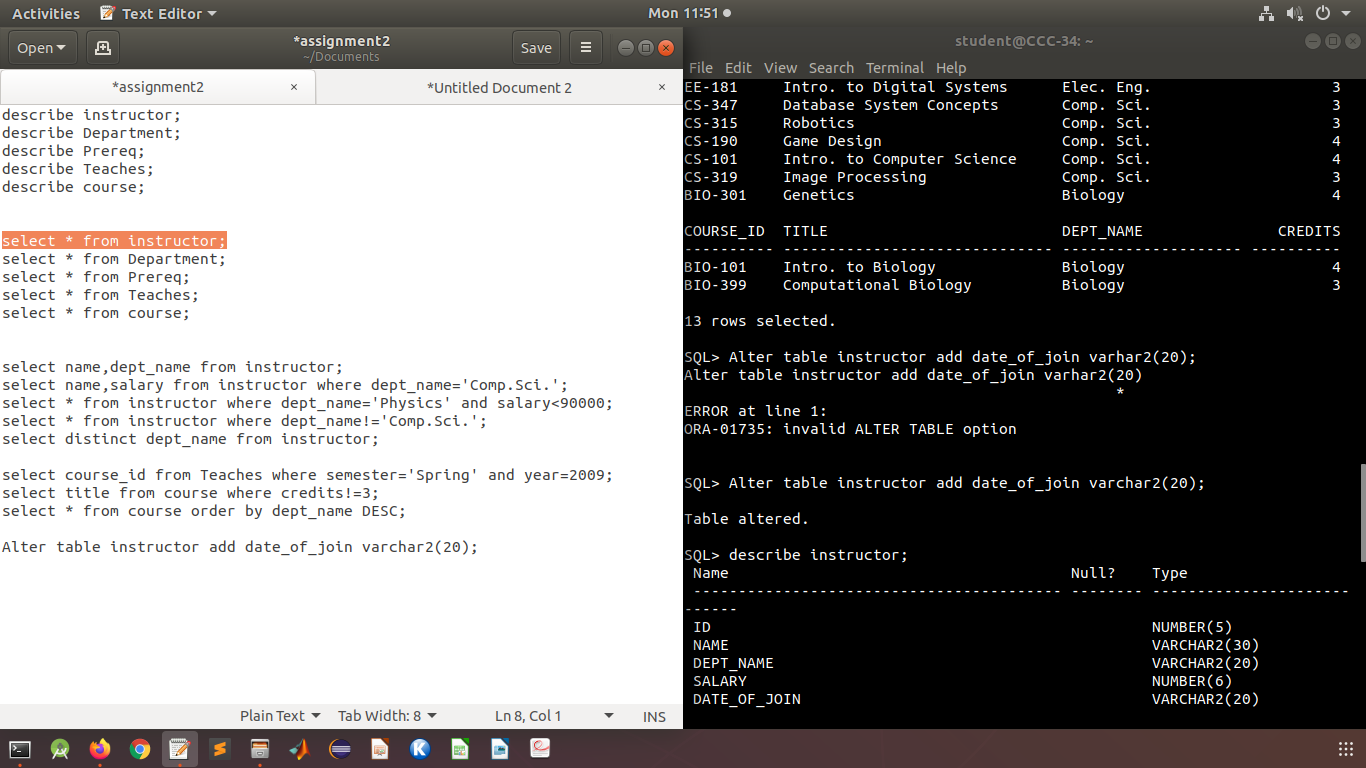 Activities Text Editor Mon 11:51
Open *assignment2 Save
~/Documents
*assignment2 × *Untitled Document 2 ×
describe instructor;
describe Department;
describe Prereq;
describe Teaches;
describe course;
select * from instructor;
select * from Department;
select * from Prereq;
select * from Teaches;
select * from course;
select name,dept_name from instructor;
select name,salary from instructor where dept_name='Comp.Sci.';
select * from instructor where dept_name='Physics' and salary<90000;
select * from instructor where dept_name!='Comp.Sci.';
select distinct dept_name from instructor;
select course_id from Teaches where semester='Spring' and year=2009;
select title from course where credits!=3;
select * from course order by dept_name DESC;
Alter table instructor add date_of_join varchar2(20);
Plain Text Tab Width: 8 Ln 8, Col 1 INS
student@CCC-34: ~
File Edit View Search Terminal Help
EE-181 Intro. to Digital Systems Elec. Eng. 3
CS-347 Database System Concepts Comp. Sci. 3
CS-315 Robotics Comp. Sci. 3
CS-190 Game Design Comp. Sci. 4
CS-101 Intro. to Computer Science Comp. Sci. 4
CS-319 Image Processing Comp. Sci. 3
BIO-301 Genetics Biology 4
COURSE_ID TITLE DEPT_NAME CREDITS
---------- ------------------------------ -------------------- ----------
BIO-101 Intro. to Biology Biology 4
BIO-399 Computational Biology Biology 3
13 rows selected.
SQL> Alter table instructor add date_of_join varhar2(20);
Alter table instructor add date_of_join varhar2(20)
*
ERROR at line 1:
ORA-01735: invalid ALTER TABLE option
SQL> Alter table instructor add date_of_join varchar2(20);
Table altered.
SQL> describe instructor;
Name Null? Type
----------------------------------------- -------- ----------------------
------
ID NUMBER(5)
NAME VARCHAR2(30)
DEPT_NAME VARCHAR2(20)
SALARY NUMBER(6)
DATE_OF_JOIN VARCHAR2(20)